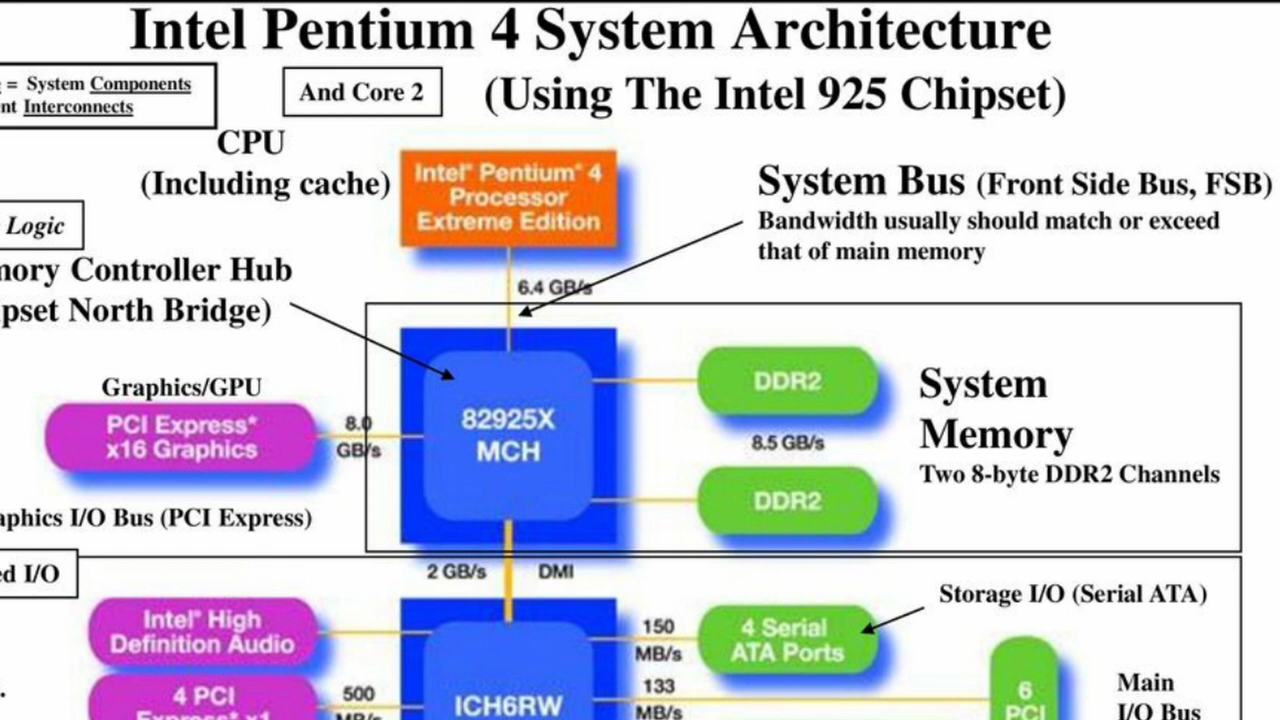 Intel Pentium 4 System Architecture
= System Components
nt Interconnects
And Core 2
(Using The Intel 925 Chipset)
CPU
(Including cache)
Intel® Pentium® 4
Processor
Extreme Edition
System Bus (Front Side Bus, FSB)
Bandwidth usually should match or exceed
that of main memory
Logic
mory Controller Hub
pset North Bridge)
6.4 GB/s
Graphics/GPU
PCI Express*
x16 Graphics
8.0
GB/s
82925X
MCH
DDR2
8.5 GB/s
DDR2
System
Memory
Two 8-byte DDR2 Channels
aphics I/O Bus (PCI Express)
ed I/O
2 GB/s
DMI
Storage I/O (Serial ATA)
Intel® High
Definition Audio
150
MB/s
4 Serial
ATA Ports
4 PCI
Express* x1
500
MB/s
ICH6RW
133
MB/s
6
PCI
Main
I/O Bus